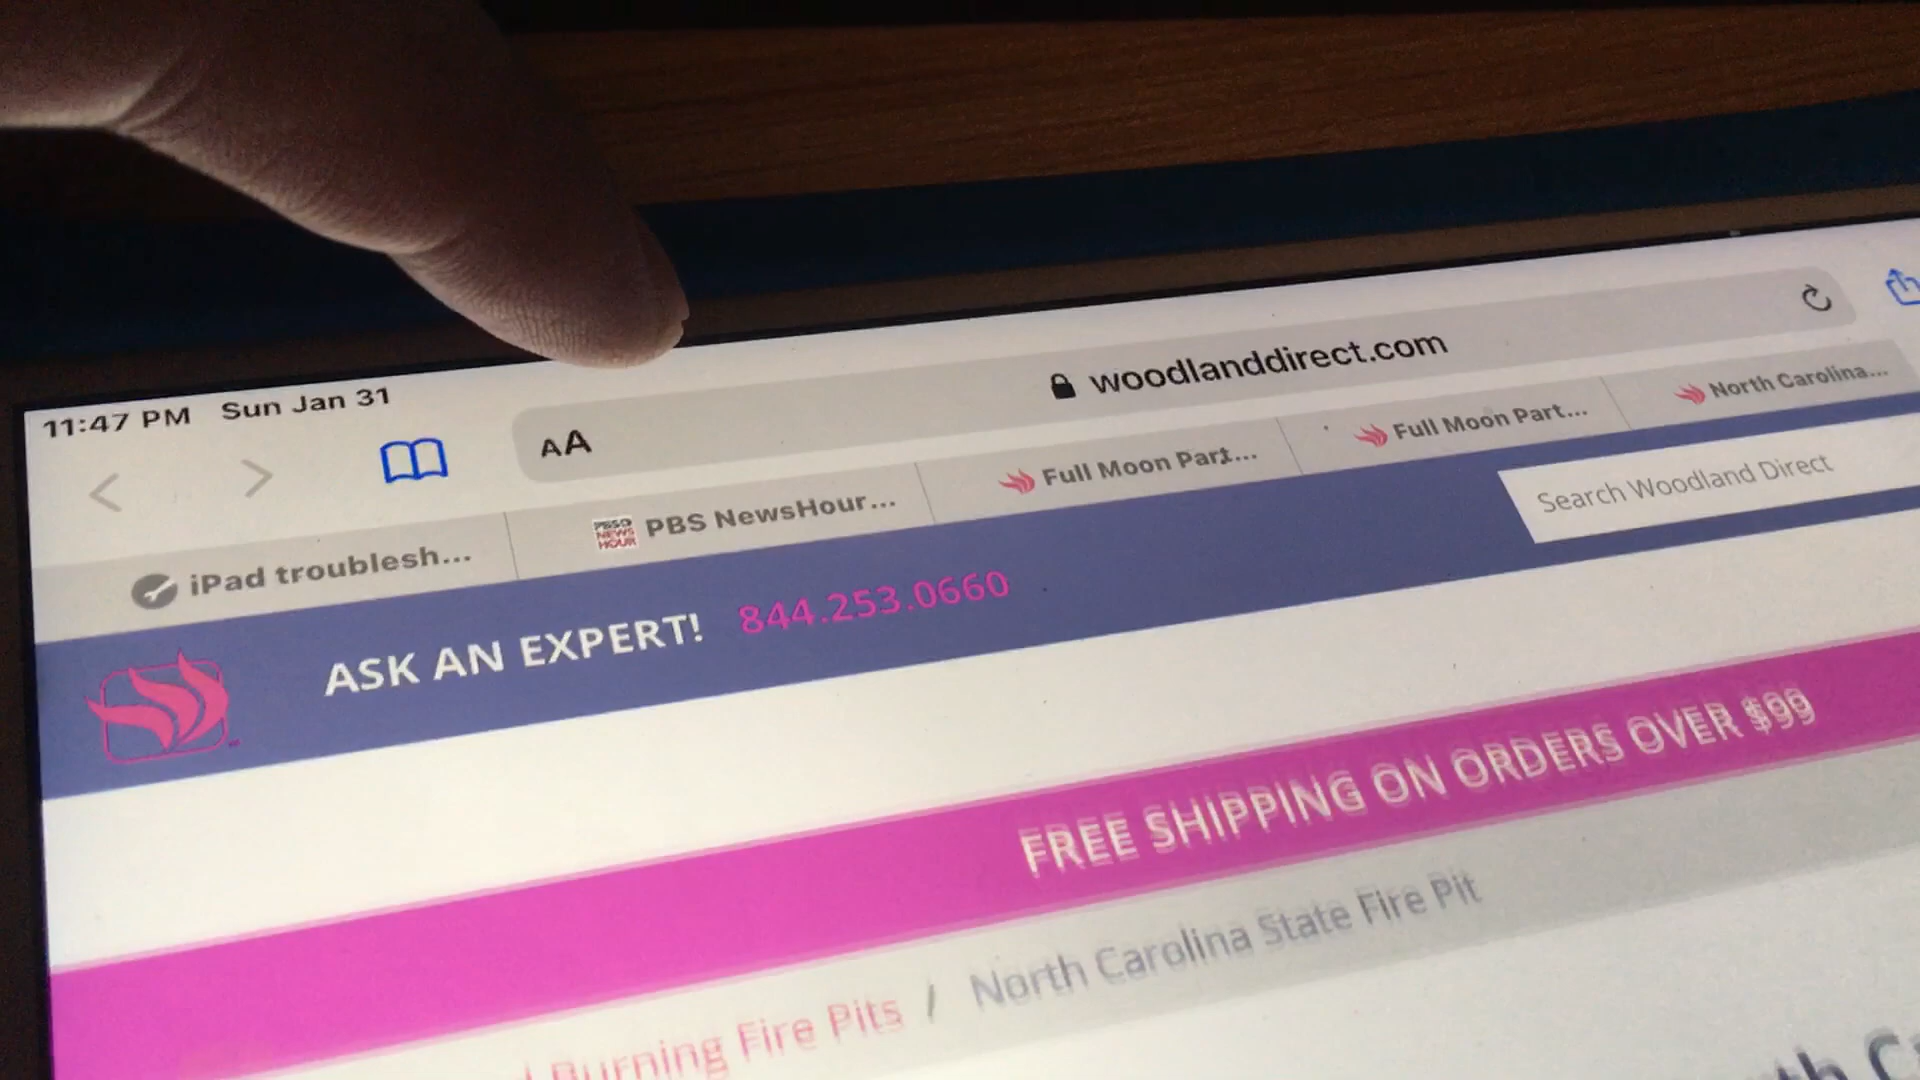 11:47 PM Sun Jan 31
AA
woodlanddirect.com
iPad troublesh...
PBS NewsHour...
Full Moon Part...
Full Moon Part...
North Carolina...
ASK AN EXPERT! 844.253.0660
Search Woodland Direct
FREE SHIPPING ON ORDERS OVER $99
Burning Fire Pits / North Carolina State Fire Pit